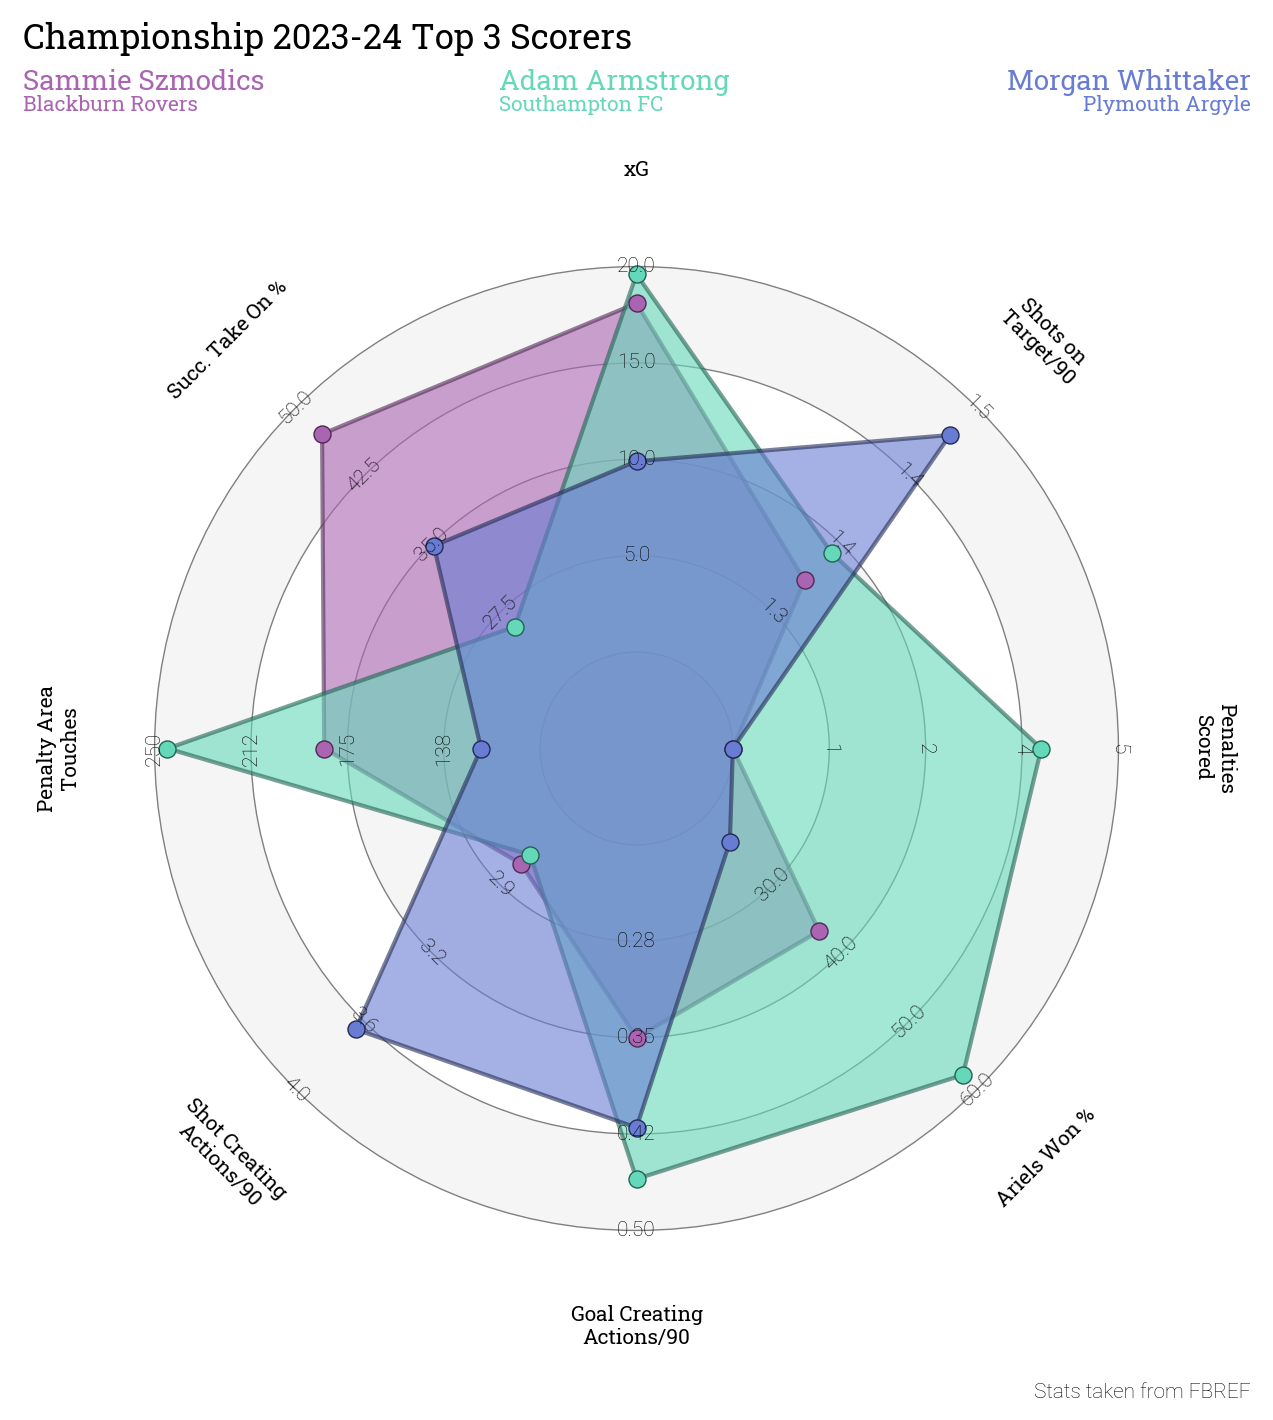 Championship 2023-24 Top 3 Scorers
Sammie Szmodics
Blackburn Rovers
Adam Armstrong
Southampton FC
Morgan Whittaker
Plymouth Argyle
xG
20.0
15.0
10.0
5.0
Shots on
Target/90
1.5
1.4
1.4
1.3
Penalties
Scored
1
2
4
5
Ariels Won %
30.0
40.0
50.0
60.0
Goal Creating
Actions/90
0.28
0.35
0.42
0.50
Shot Creating
Actions/90
2.9
3.2
3.6
4.0
Penalty Area
Touches
250
212
175
138
Succ. Take On %
50.0
42.5
35.0
27.5
Stats taken from FBREF